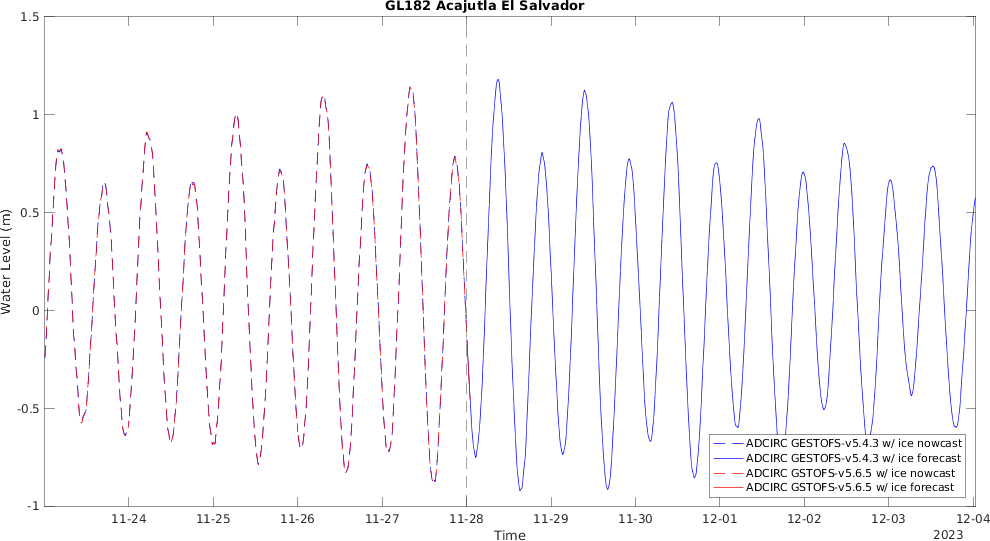 GL182 Acajutla El Salvador
1.5
1
0.5
0
-0.5
-1
Water Level (m)
11-24
11-25
11-26
11-27
11-28
11-29
11-30
12-01
12-02
12-03
12-04
Time
2023
ADCIRC GESTOFS-v5.4.3 w/ ice nowcast
ADCIRC GESTOFS-v5.4.3 w/ ice forecast
ADCIRC GSTOFS-v5.6.5 w/ ice nowcast
ADCIRC GSTOFS-v5.6.5 w/ ice forecast